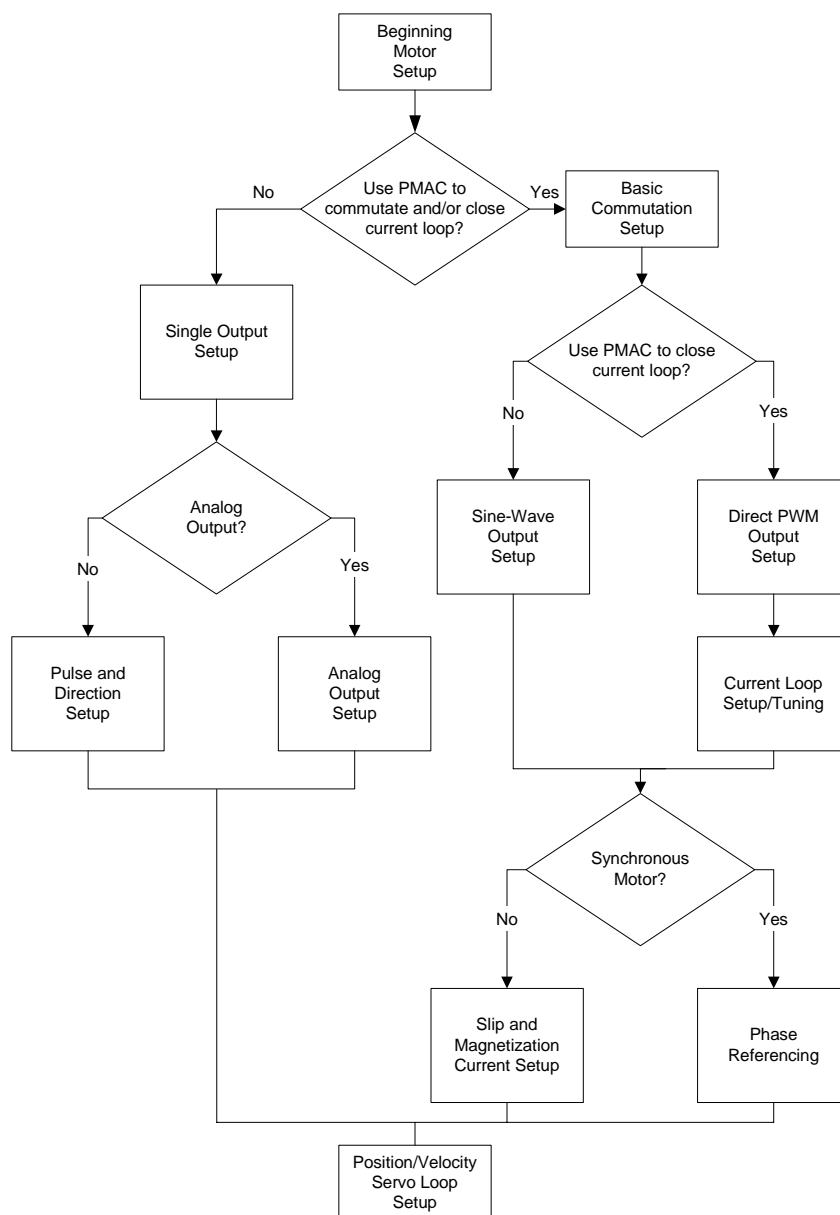 Beginning
Motor
Setup
No
Use PMAC to
commutate and/or close
current loop?
Yes
Basic
Commutation
Setup
Single Output
Setup
Use PMAC to close
current loop?
No
Yes
Analog
Output?
Sine-Wave
Output
Setup
Direct PWM
Output
Setup
No
Yes
Pulse and
Direction
Setup
Analog
Output
Setup
Current Loop
Setup/Tuning
Synchronous
Motor?
No
Yes
Slip and
Magnetization
Current Setup
Phase
Referencing
Position/Velocity
Servo Loop
Setup